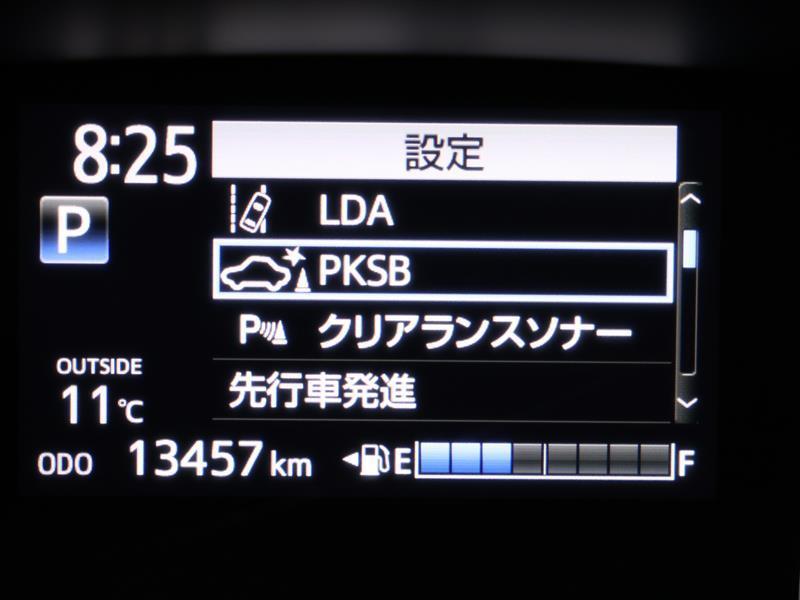 8:25
設定
LDA
P
PKSB
P クリアランスソナー
OUTSIDE
先行車発進
11℃
ODO 13457 km E F